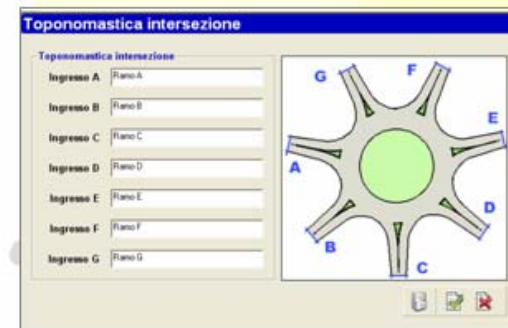 Toponomastica intersezione
Toponomastica intersezione
Ingresso A Ramo A
Ingresso B Ramo B
Ingresso C Ramo C
Ingresso D Ramo D
Ingresso E Ramo E
Ingresso F Ramo F
Ingresso G Ramo G
G F
E
A
D
B
C